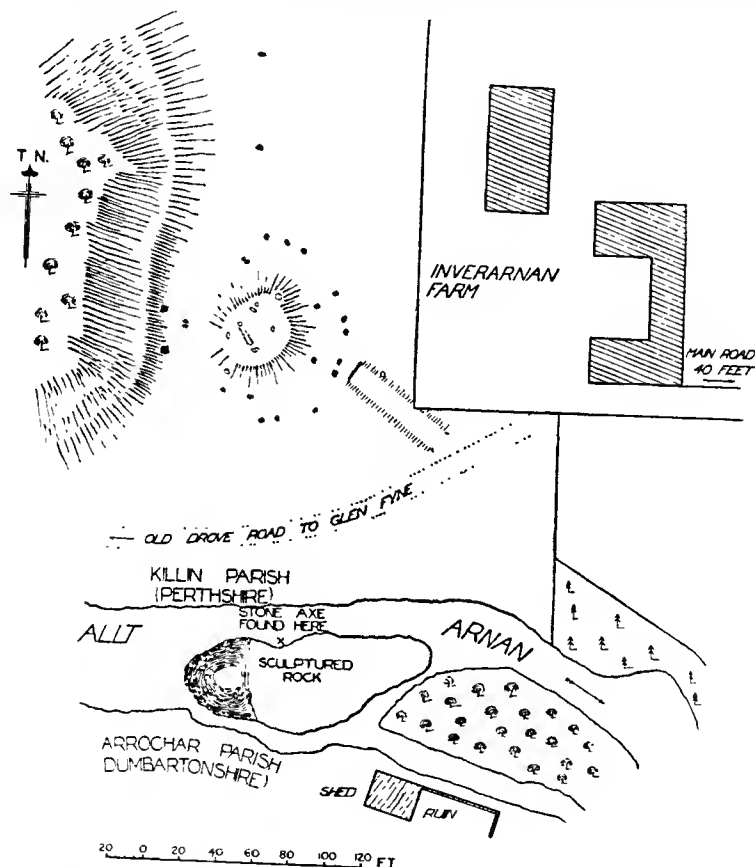 T N.
INVERARNAN
FARM
MAIN ROAD
40 FEET
OLD DROVE ROAD TO GLEN FYNE
KILLIN PARISH
(PERTHSHIRE)
STONE AXE
FOUND HERE
ALLT
ARNAN
SCULPTURED
ROCK
ARROCHAR PARISH
DUMBARTONSHIRE)
SHED
RUIN
20 0 20 40 60 80 100 120 FT